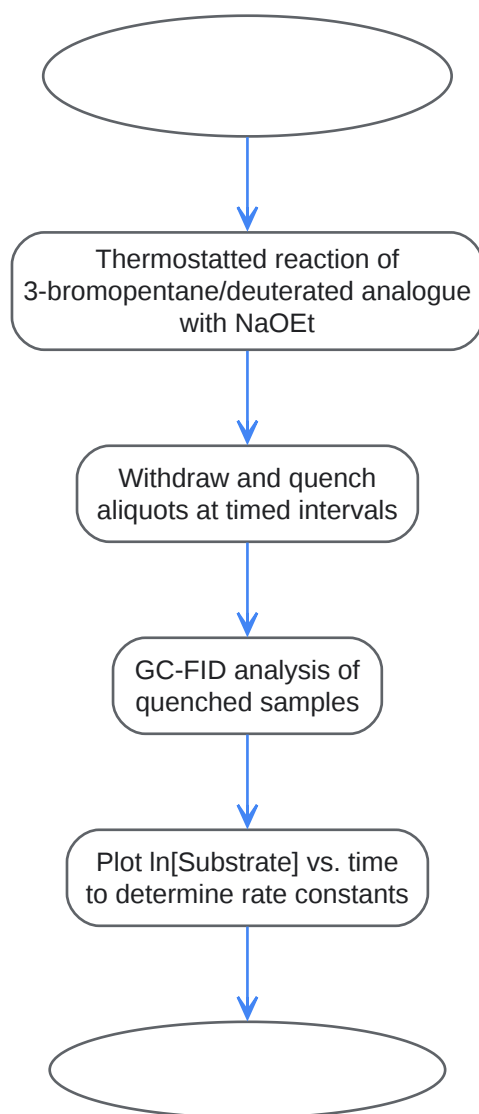 Thermostatted reaction of
3-bromopentane/deuterated analogue
with NaOEt
Withdraw and quench
aliquots at timed intervals
GC-FID analysis of
quenched samples
Plot ln[Substrate] vs. time
to determine rate constants